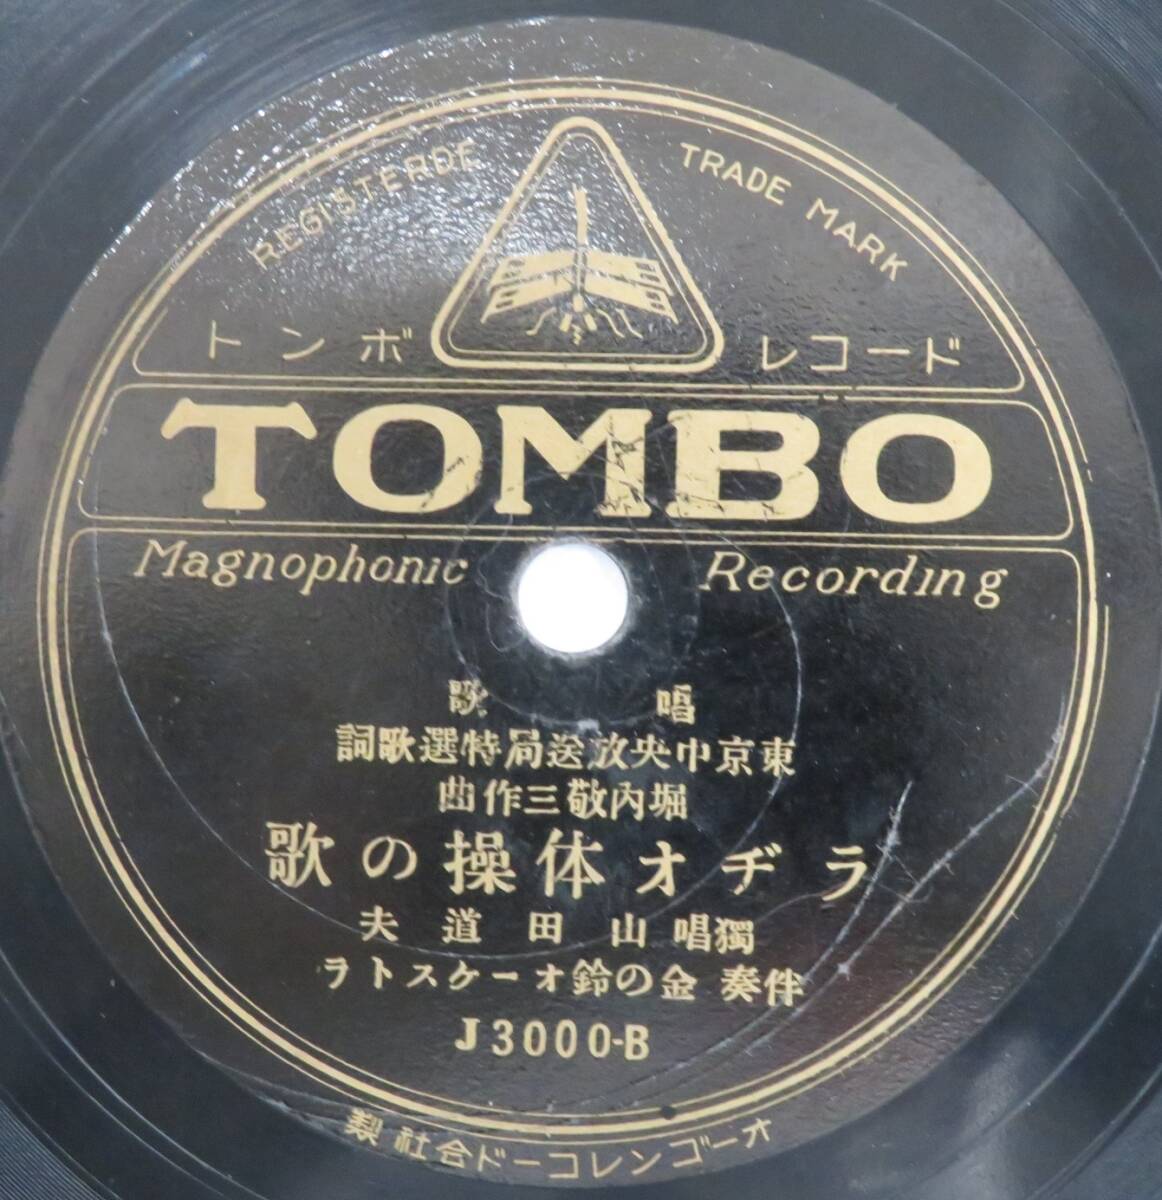 REGISTERDE TRADE MARK
トンボ レコード
TOMBO
Magnophonic Recording
唱歌
東京中央放送局特選歌詞
堀内敬三作曲
ラヂオ体操の歌
獨唱 山田道夫
伴奏 金の鈴オーケストラ
J3000-B
オーゴンレコード会社製